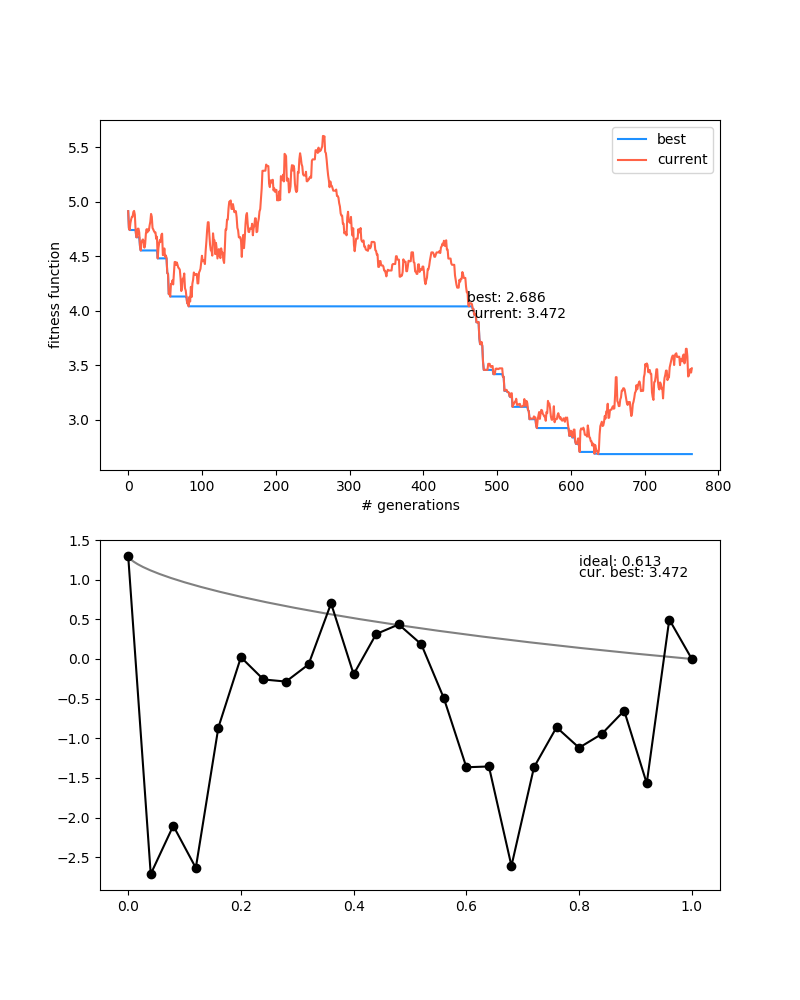 5.5
5.0
4.5
4.0
3.5
3.0
fitness function
best
current
best: 2.686
current: 3.472
0 100 200 300 400 500 600 700 800
# generations
1.5
1.0
0.5
0.0
−0.5
−1.0
−1.5
−2.0
−2.5
ideal: 0.613
cur. best: 3.472
0.0 0.2 0.4 0.6 0.8 1.0